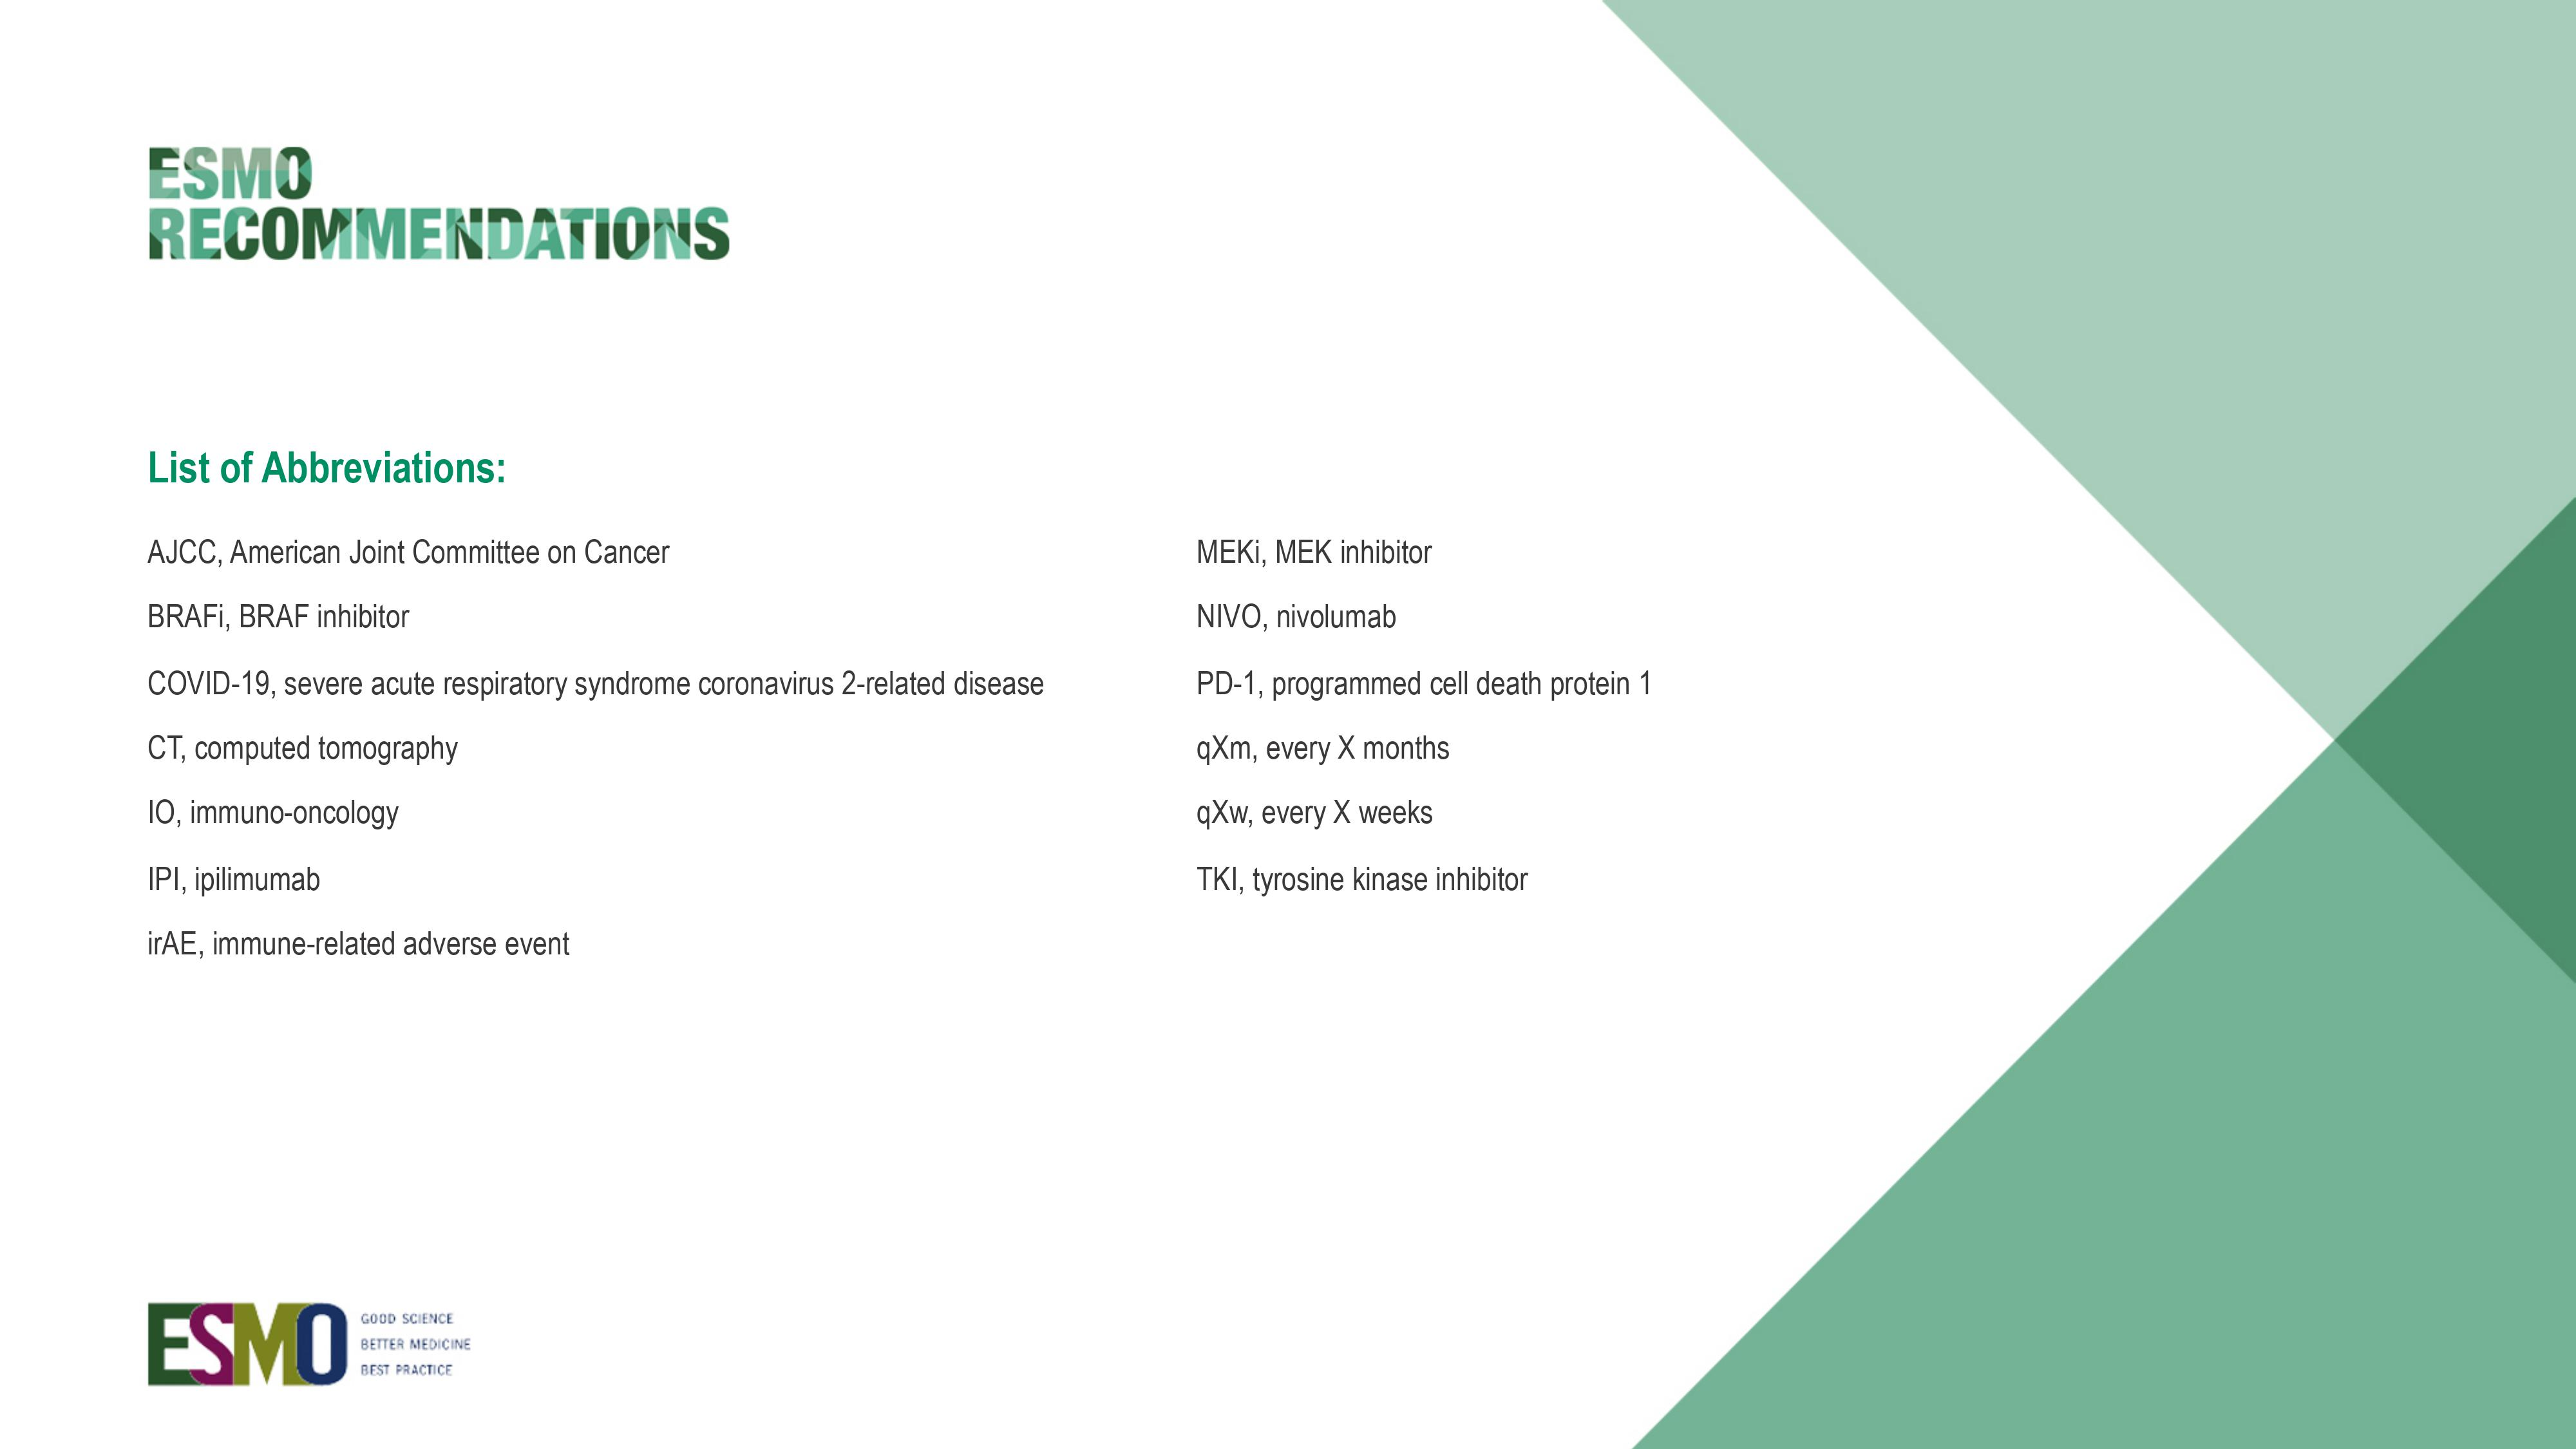 ESMO
RECOMMENDATIONS
List of Abbreviations:
AJCC, American Joint Committee on Cancer
BRAFi, BRAF inhibitor
COVID-19, severe acute respiratory syndrome coronavirus 2-related disease
CT, computed tomography
IO, immuno-oncology
IPI, ipilimumab
irAE, immune-related adverse event
MEKi, MEK inhibitor
NIVO, nivolumab
PD-1, programmed cell death protein 1
qXm, every X months
qXw, every X weeks
TKI, tyrosine kinase inhibitor
ESMO
GOOD SCIENCE
BETTER MEDICINE
BEST PRACTICE